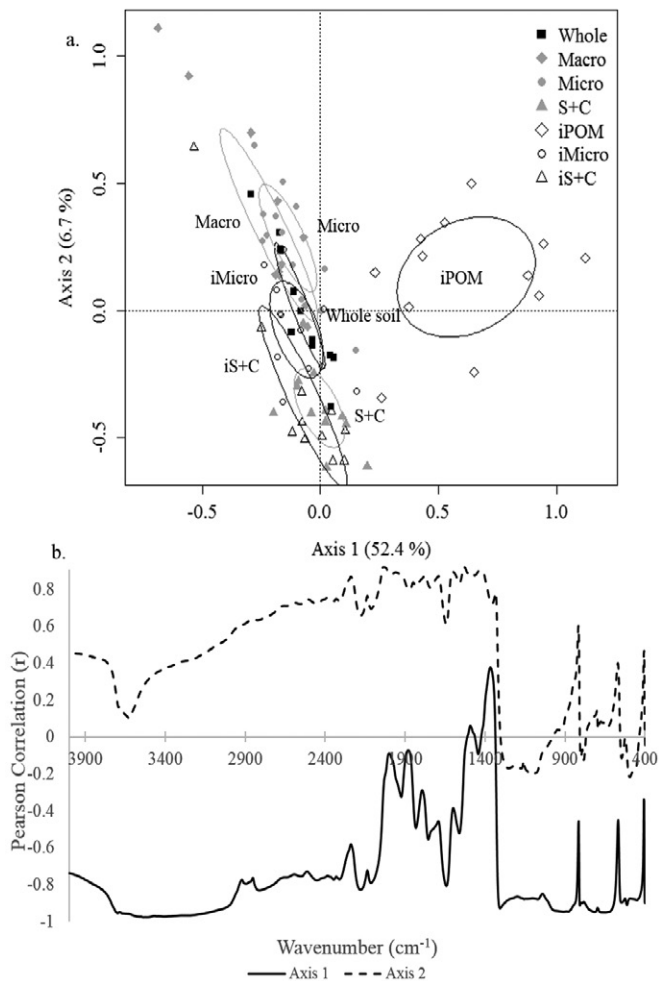 a.
Whole
Macro
Micro
S+C
iPOM
iMicro
iS+C
1.0
0.5
0.0
-0.5
Axis 2 (6.7 %)
Macro
Micro
iMicro
Whole soil
iPOM
iS+C
S+C
-0.5 0.0 0.5 1.0
Axis 1 (52.4 %)
b.
0.8
0.6
0.4
0.2
0
-0.2
-0.4
-0.6
-0.8
-1
Pearson Correlation (r)
3900 3400 2900 2400 1900 1400 900 400
Wavenumber (cm-1)
Axis 1 Axis 2